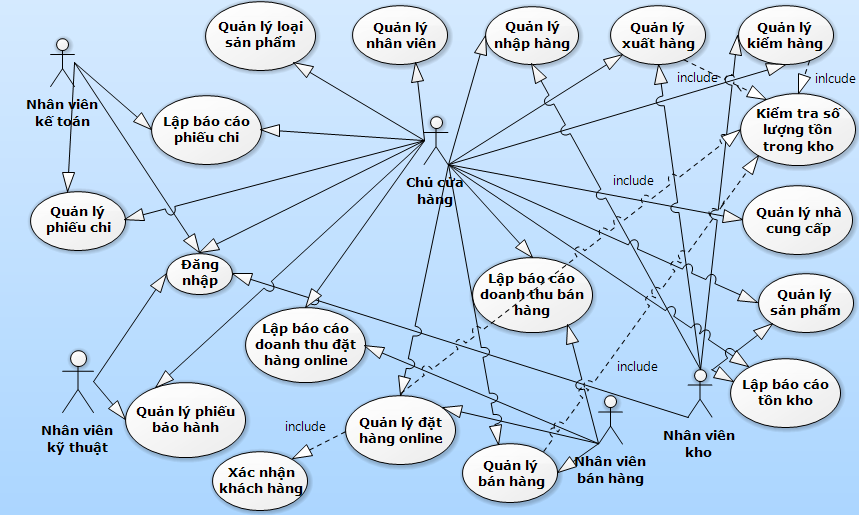 Quản lý loại
sản phẩm
Quản lý
nhân viên
Quản lý
nhập hàng
Quản lý
xuất hàng
Quản lý
kiểm hàng
include
inlcude
Nhân viên
kế toán
Lập báo cáo
phiếu chi
Kiểm tra số
lượng tồn
trong kho
Chủ cửa
hàng
include
Quản lý
phiếu chi
Quản lý nhà
cung cấp
Đăng
nhập
Lập báo cáo
doanh thu bán
hàng
Quản lý
sản phẩm
Lập báo cáo
doanh thu đặt
hàng online
include
Lập báo cáo
tồn kho
Nhân viên
kỹ thuật
Quản lý phiếu
bảo hành
include
Quản lý đặt
hàng online
Nhân viên
kho
Xác nhận
khách hàng
Quản lý
bán hàng
Nhân viên
bán hàng